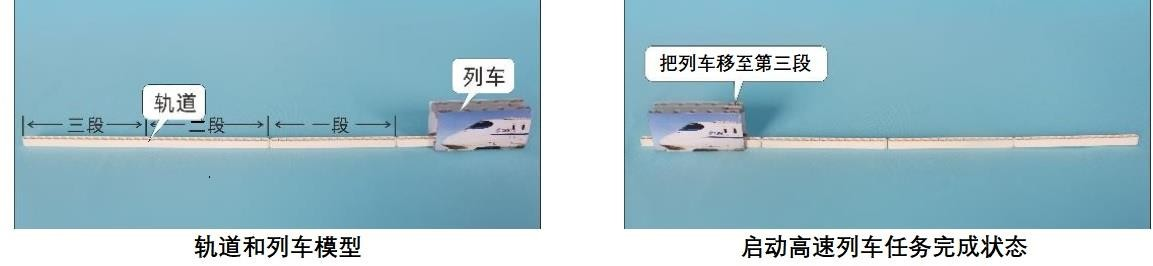 列车
轨道
三段
二段
一段
轨道和列车模型
把列车移至第三段
启动高速列车任务完成状态